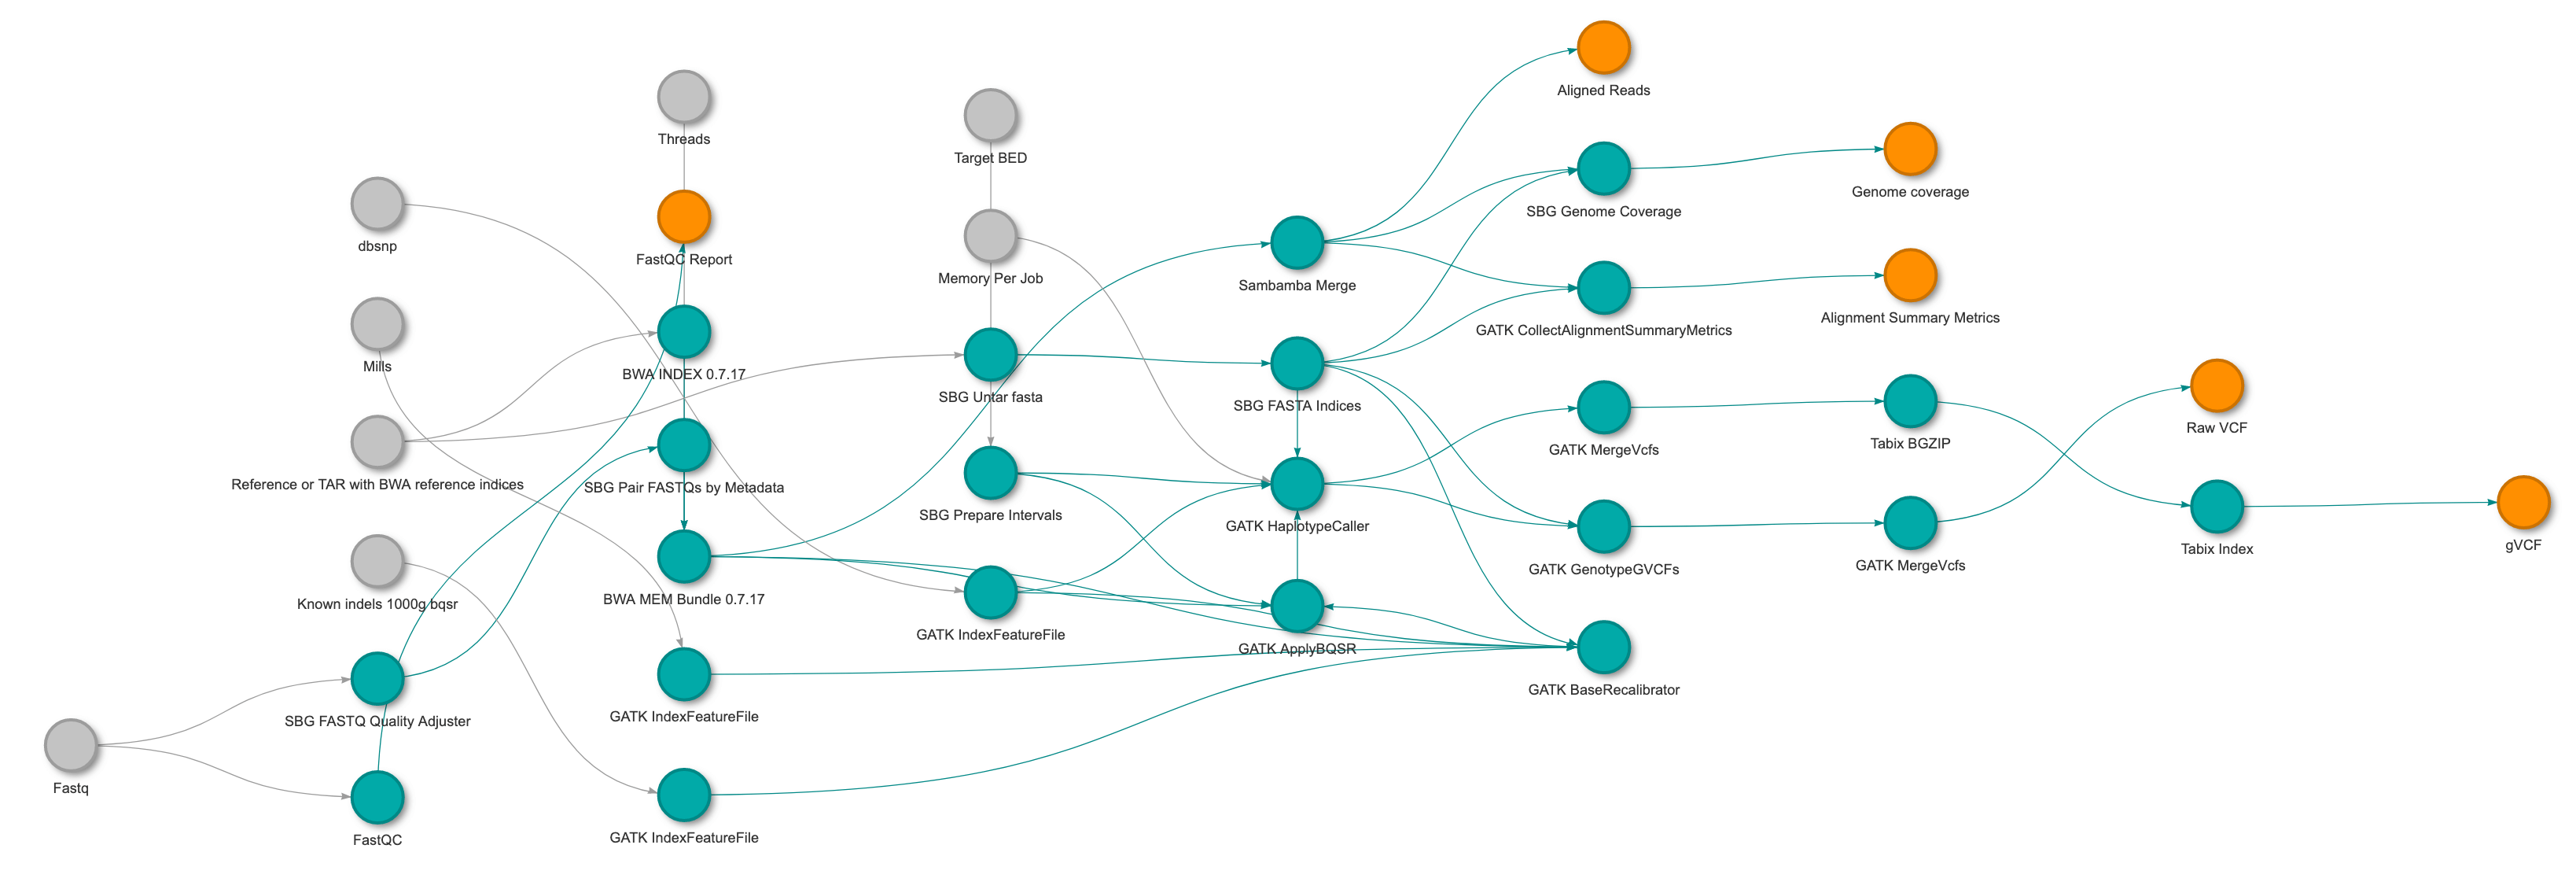 Aligned Reads
Threads
Target BED
Genome coverage
SBG Genome Coverage
dbsnp
FastQC Report
Memory Per Job
Sambamba Merge
Alignment Summary Metrics
GATK CollectAlignmentSummaryMetrics
Mills
BWA INDEX 0.7.17
SBG Untar fasta
SBG FASTA Indices
Raw VCF
GATK MergeVcfs
Tabix BGZIP
Reference or TAR with BWA reference indices
SBG Pair FASTQs by Metadata
SBG Prepare Intervals
GATK HaplotypeCaller
Tabix Index
gVCF
GATK GenotypeGVCFs
GATK MergeVcfs
Known indels 1000g bqsr
BWA MEM Bundle 0.7.17
GATK IndexFeatureFile
GATK ApplyBQSR
GATK BaseRecalibrator
SBG FASTQ Quality Adjuster
GATK IndexFeatureFile
Fastq
FastQC
GATK IndexFeatureFile